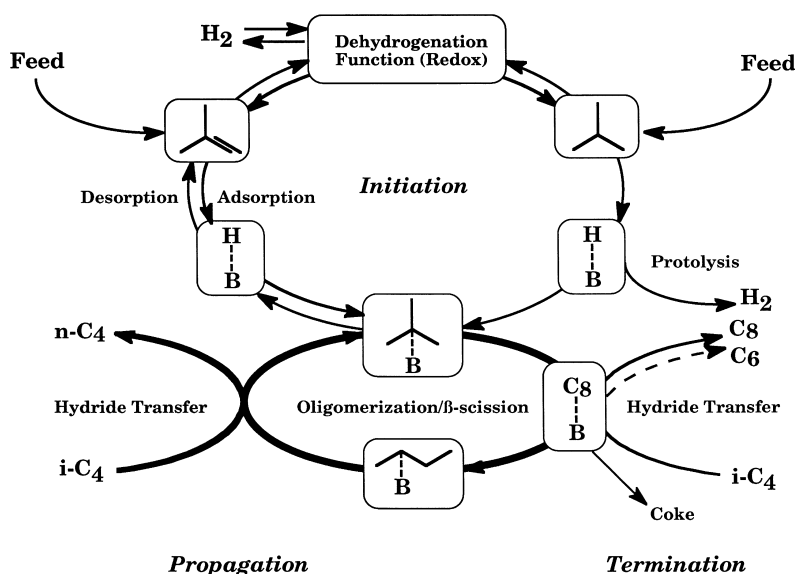 H2
Dehydrogenation
Function (Redox)
Feed
Feed
Desorption
Adsorption
Initiation
H
B
H
B
Protolysis
H2
n-C4
B
C8
C6
C8
B
Hydride Transfer
Oligomerization/ß-scission
Hydride Transfer
i-C4
B
i-C4
Coke
Propagation
Termination